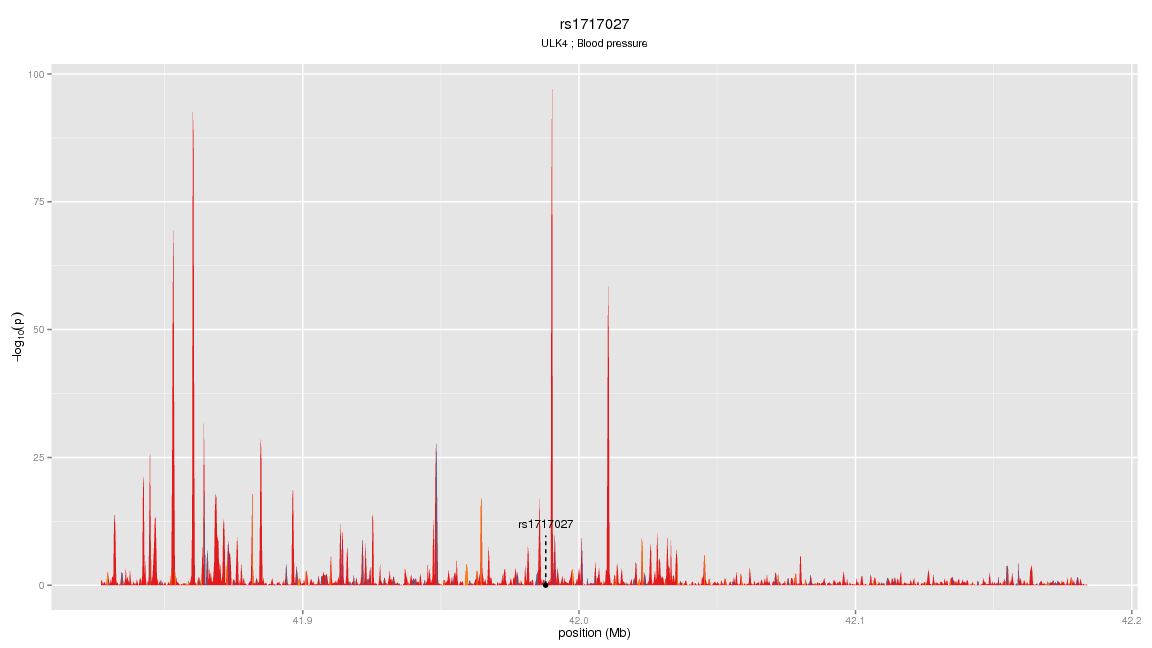 rs1717027
ULK4 ; Blood pressure
100
75
50
25
0
−log10(p)
rs1717027
41.9
42.0
42.1
42.2
position (Mb)